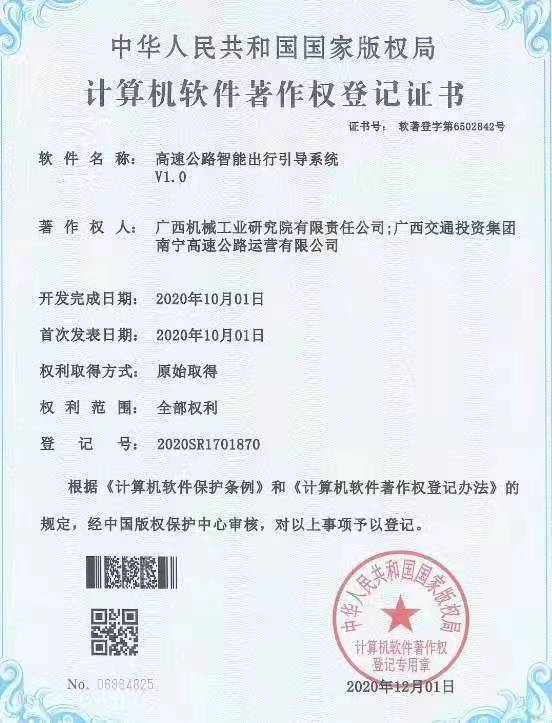 中华人民共和国国家版权局
计算机软件著作权登记证书
证书号： 软著登字第6502842号
软件名称： 高速公路智能出行引导系统
V1.0
著作权人： 广西机械工业研究院有限责任公司;广西交通投资集团
南宁高速公路运营有限公司
开发完成日期： 2020年10月01日
首次发表日期： 2020年10月01日
权利取得方式： 原始取得
权利范围： 全部权利
登记号： 2020SR1701870
根据《计算机软件保护条例》和《计算机软件著作权登记办法》的
规定，经中国版权保护中心审核，对以上事项予以登记。
中华人民共和国国家版权局
计算机软件著作权
登记专用章
No. 06884825
2020年12月01日